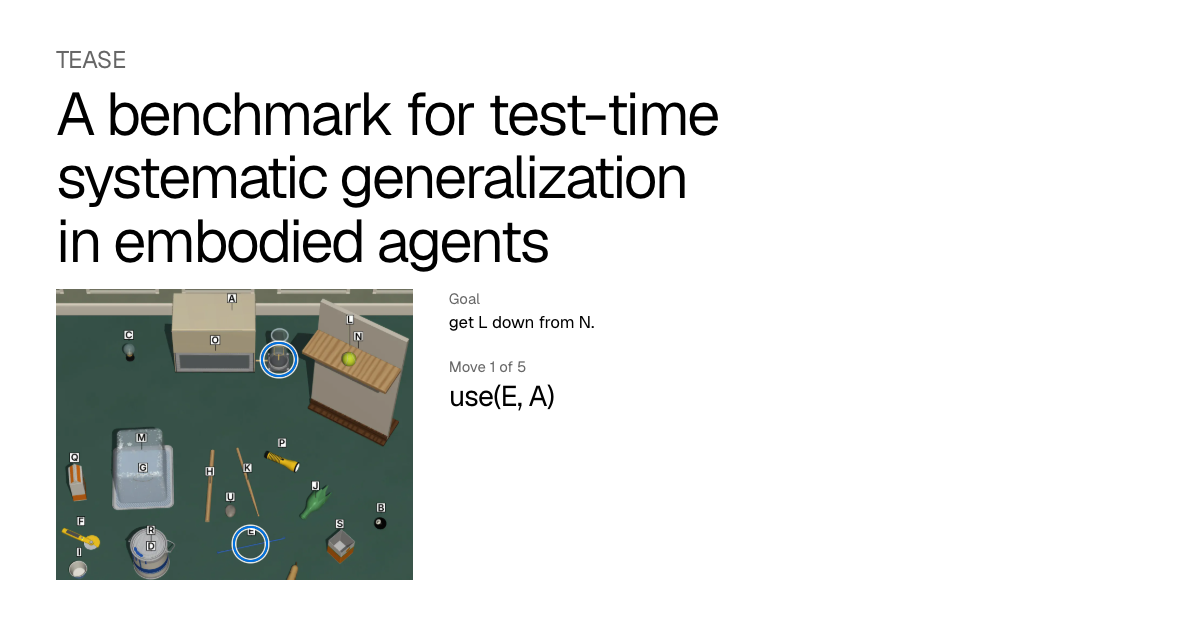 TEASE
A benchmark for test-time
systematic generalization
in embodied agents
Goal
get L down from N.
Move 1 of 5
use(E, A)
A
L
C
N
O
P
M
Q
G
H
K
J
U
B
F
S
R
E
D
I